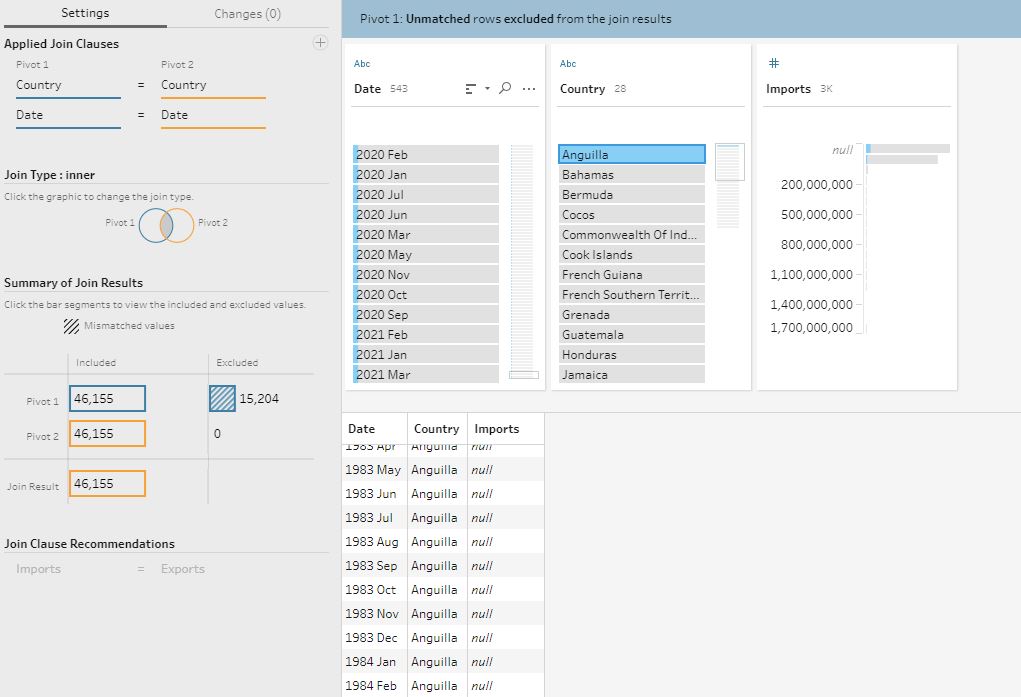 Settings
Changes (0)
Applied Join Clauses
Pivot 1 Pivot 2
Country = Country
Date = Date
Join Type : inner
Click the graphic to change the join type.
Pivot 1 Pivot 2
Summary of Join Results
Click the bar segments to view the included and excluded values.
Mismatched values
Included Excluded
Pivot 1 46,155 15,204
Pivot 2 46,155 0
Join Result 46,155
Join Clause Recommendations
Imports = Exports
Pivot 1: Unmatched rows excluded from the join results
Abc
Date 543
2020 Feb
2020 Jan
2020 Jul
2020 Jun
2020 Mar
2020 May
2020 Nov
2020 Oct
2020 Sep
2021 Feb
2021 Jan
2021 Mar
Abc
Country 28
Anguilla
Bahamas
Bermuda
Cocos
Commonwealth Of Ind...
Cook Islands
French Guiana
French Southern Territ...
Grenada
Guatemala
Honduras
Jamaica
#
Imports 3K
null
200,000,000
500,000,000
800,000,000
1,100,000,000
1,400,000,000
1,700,000,000
Date Country Imports
1983 Apr Anguilla null
1983 May Anguilla null
1983 Jun Anguilla null
1983 Jul Anguilla null
1983 Aug Anguilla null
1983 Sep Anguilla null
1983 Oct Anguilla null
1983 Nov Anguilla null
1983 Dec Anguilla null
1984 Jan Anguilla null
1984 Feb Anguilla null